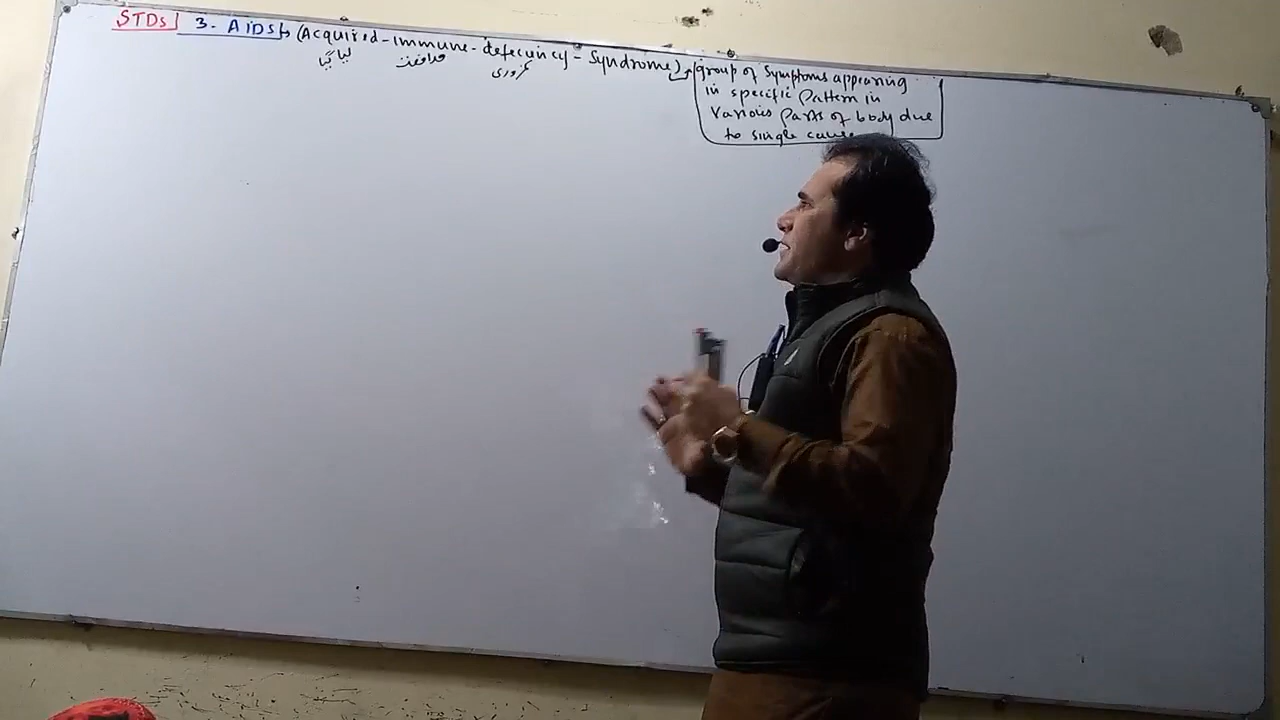 STDs 3. AIDS (Acquired-immune-defeciency-Syndrome)
لیا گیا مدافعت کمزوری
group of Symptoms appearing
in specific pattern in
Various parts of body due
to single cause